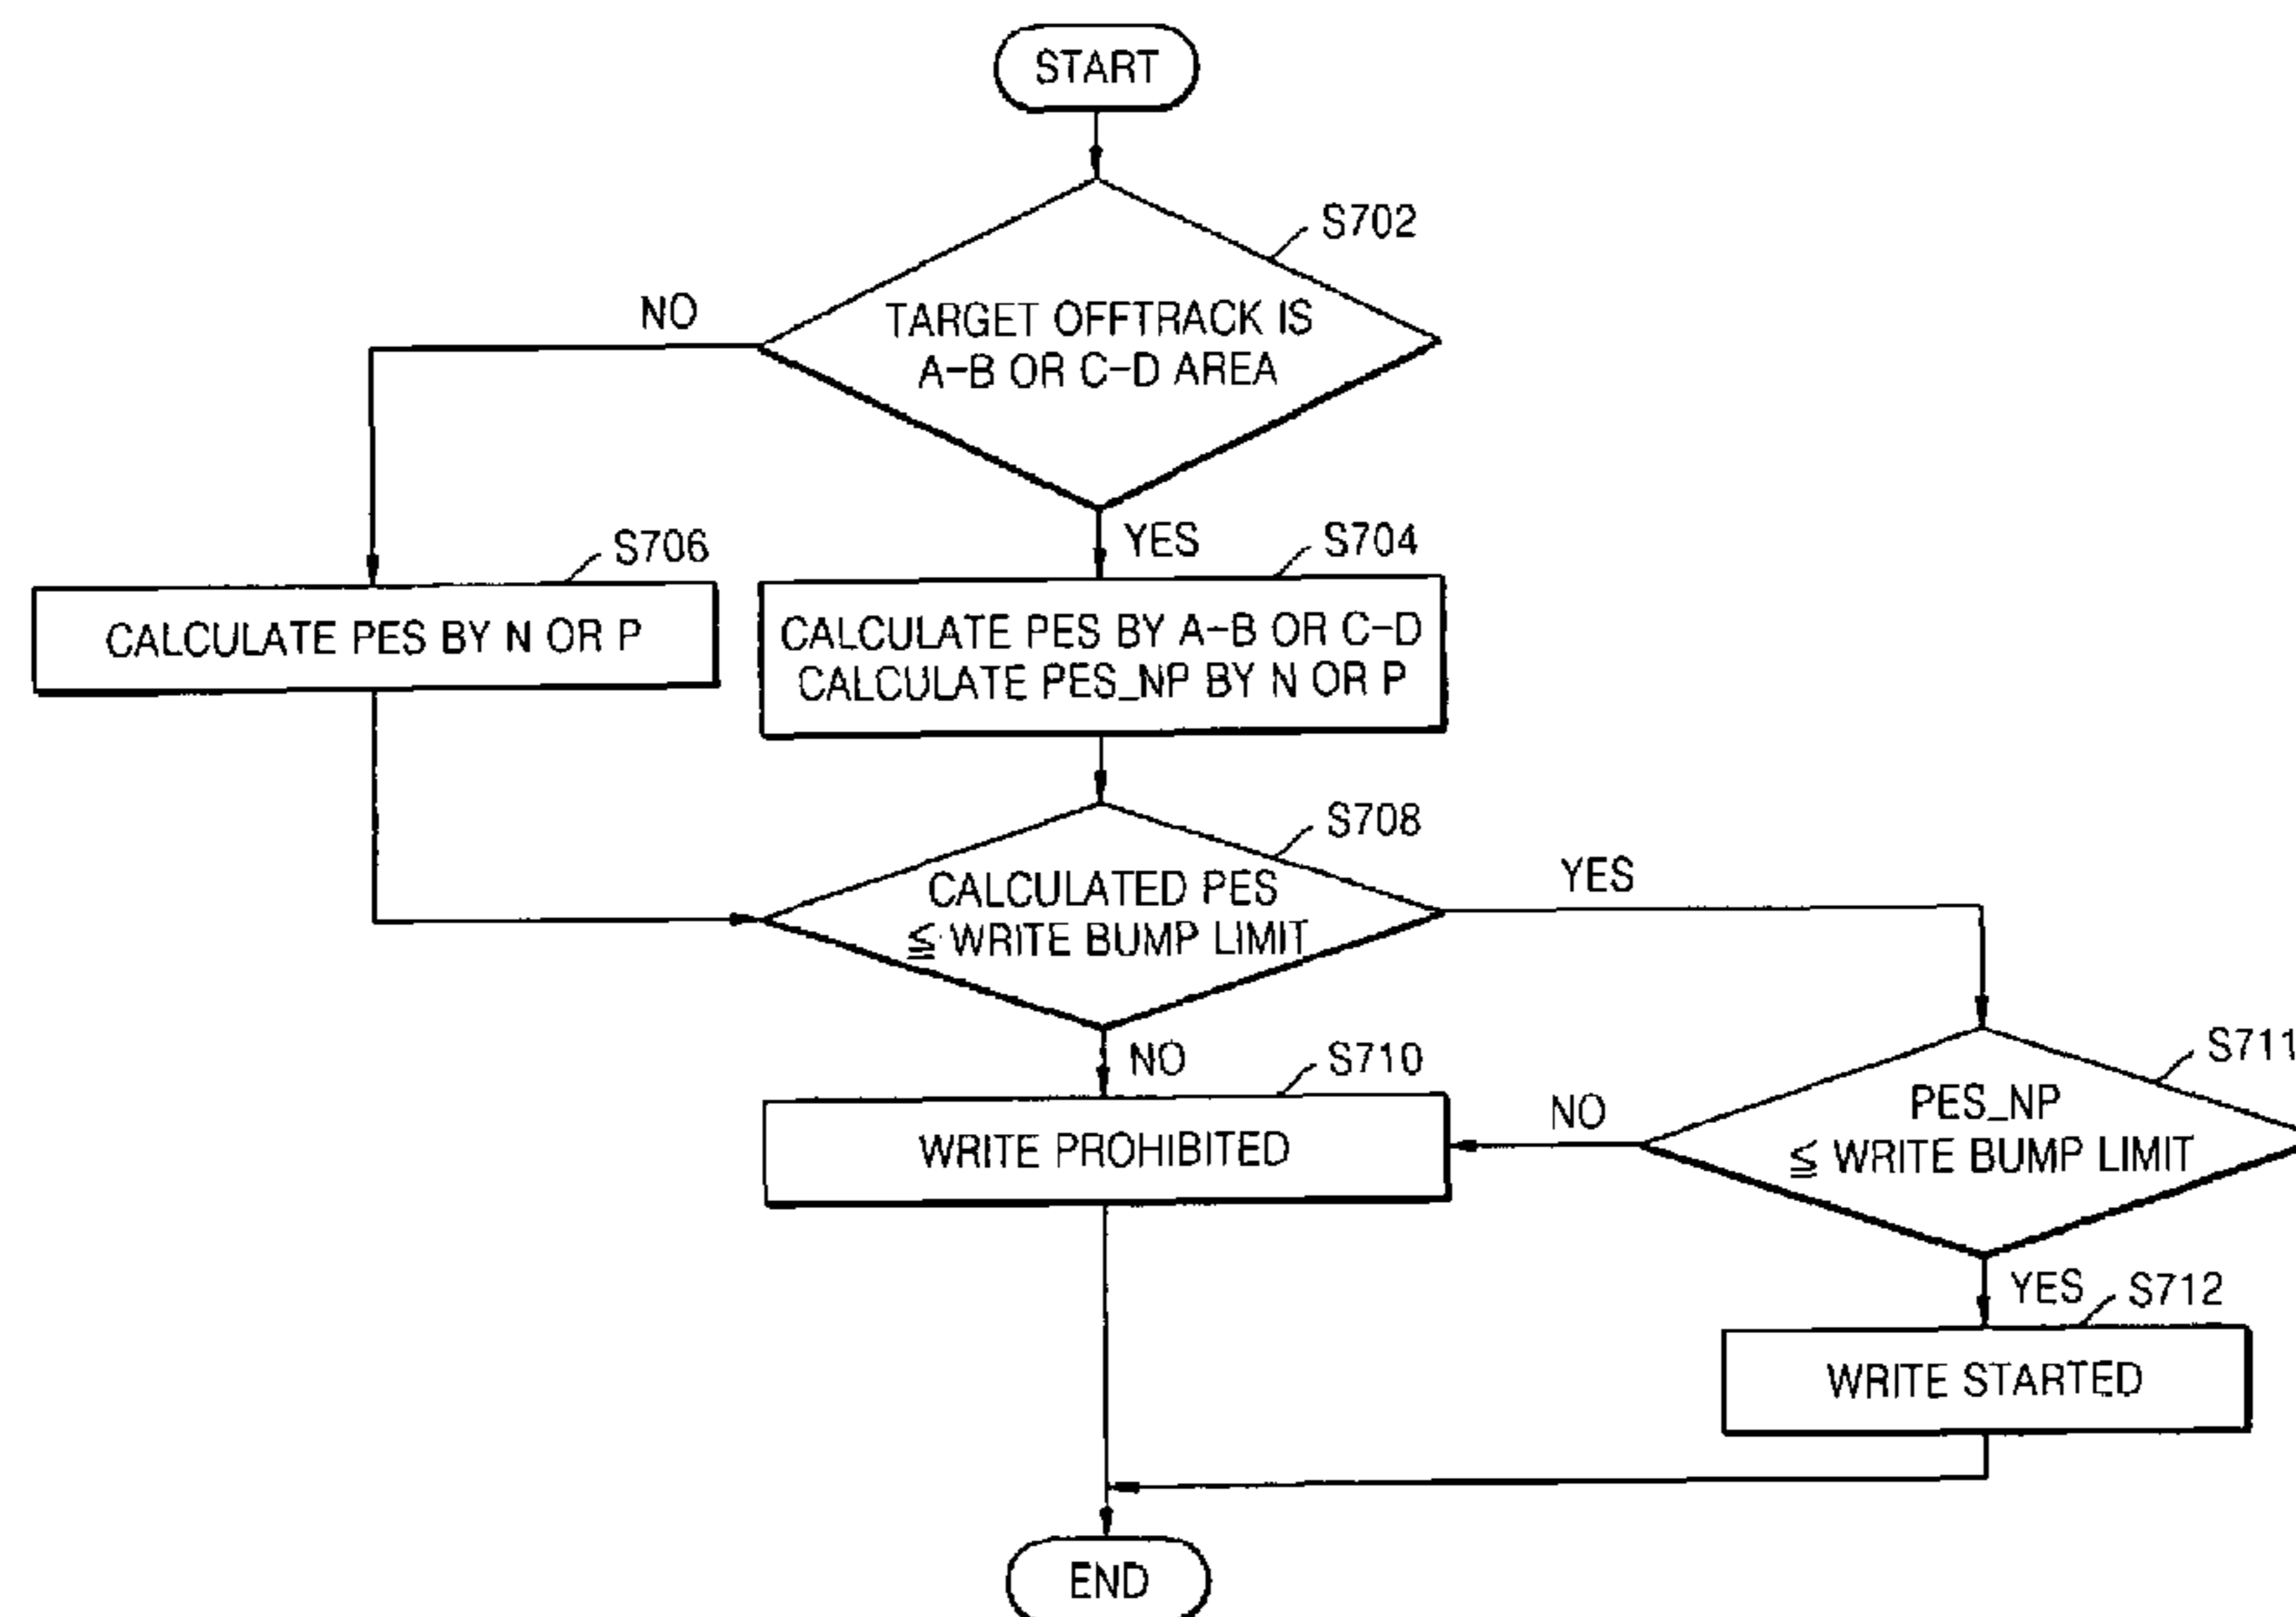 START
S702
NO
TARGET OFFTRACK IS
A-B OR C-D AREA
YES
S706
S704
CALCULATE PES BY N OR P
CALCULATE PES BY A-B OR C-D
CALCULATE PES_NP BY N OR P
S708
CALCULATED PES
≦ WRITE BUMP LIMIT
YES
NO
S710
S711
WRITE PROHIBITED
NO
PES_NP
≦ WRITE BUMP LIMIT
YES
S712
WRITE STARTED
END